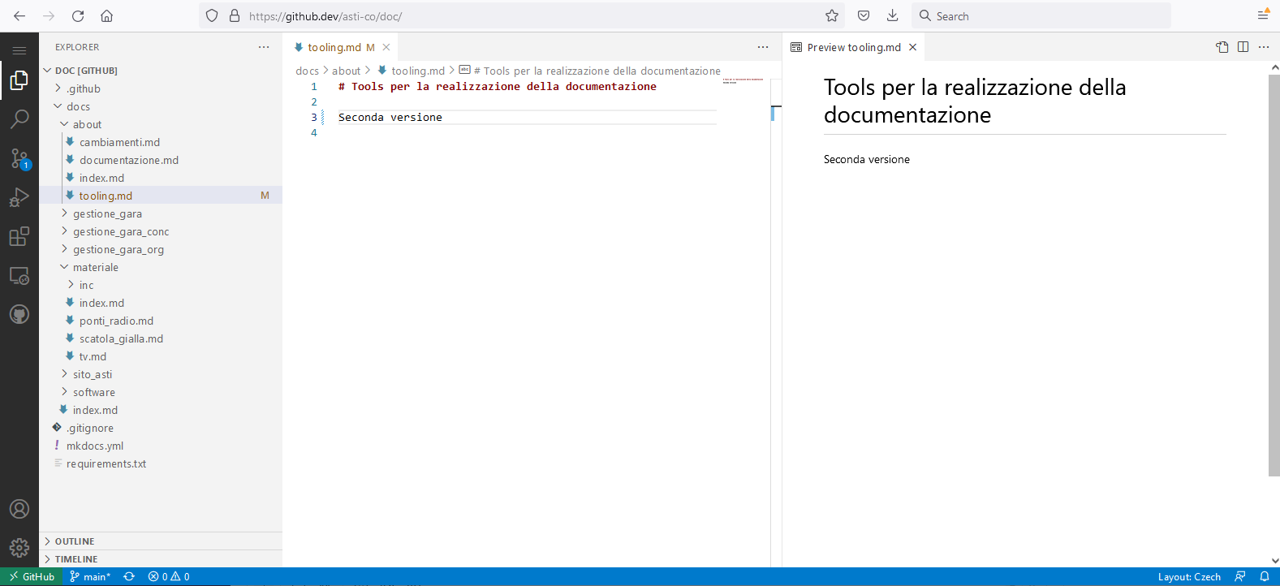 https://github.dev/asti-co/doc/
Search
EXPLORER
DOC [GITHUB]
.github
docs
about
cambiamenti.md
documentazione.md
index.md
tooling.md M
gestione_gara
gestione_gara_conc
gestione_gara_org
materiale
inc
index.md
ponti_radio.md
scatola_gialla.md
tv.md
sito_asti
software
index.md
.gitignore
mkdocs.yml
requirements.txt
OUTLINE
TIMELINE
tooling.md M
docs > about > tooling.md > # Tools per la realizzazione della documentazione
1 # Tools per la realizzazione della documentazione
2
3 Seconda versione
4
Preview tooling.md
Tools per la realizzazione della
documentazione
Seconda versione
1
GitHub main* 0 0 Layout: Czech